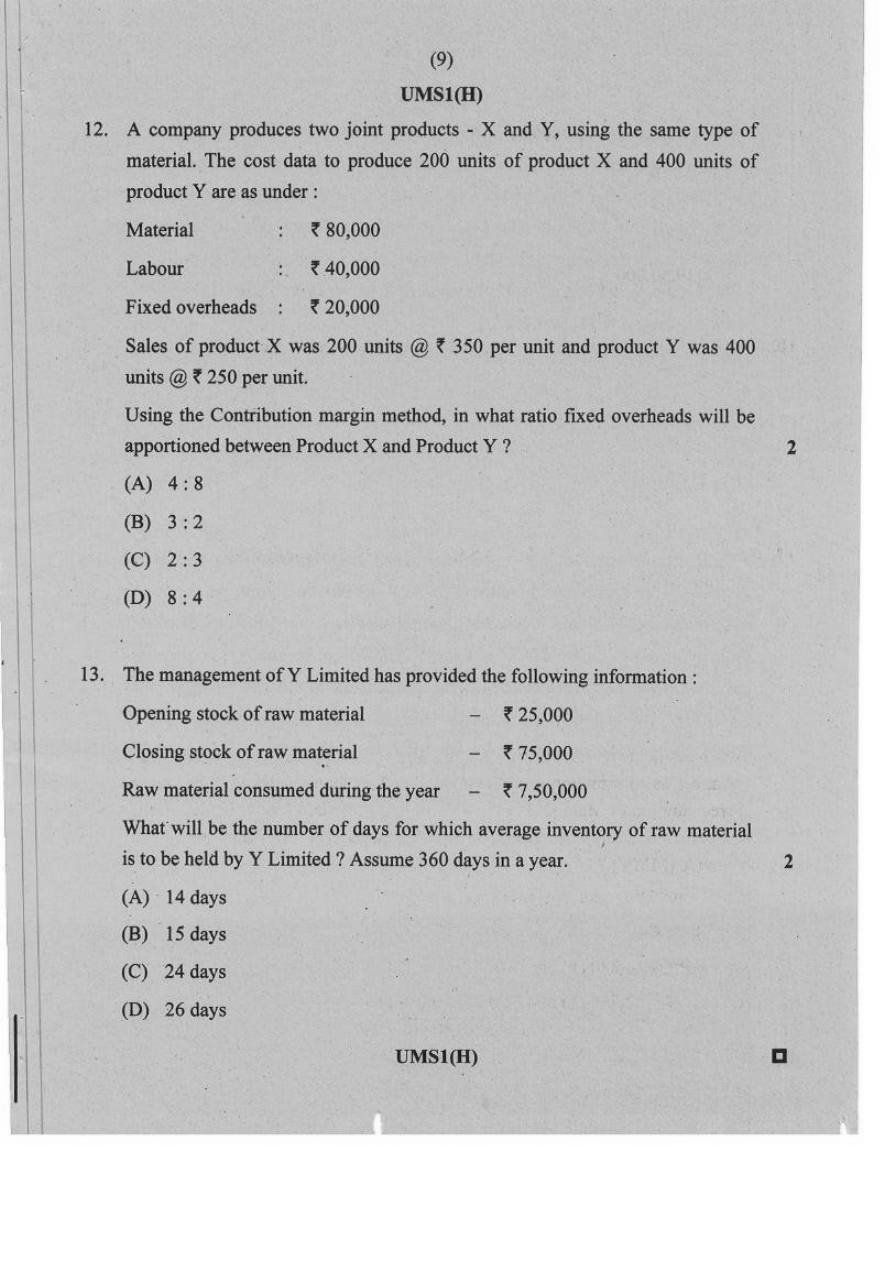 (9)
UMS1(H)
12. A company produces two joint products - X and Y, using the same type of
material. The cost data to produce 200 units of product X and 400 units of
product Y are as under :
Material : ₹ 80,000
Labour : ₹ 40,000
Fixed overheads : ₹ 20,000
Sales of product X was 200 units @ ₹ 350 per unit and product Y was 400
units @ ₹ 250 per unit.
Using the Contribution margin method, in what ratio fixed overheads will be
apportioned between Product X and Product Y ? 2
(A) 4 : 8
(B) 3 : 2
(C) 2 : 3
(D) 8 : 4
13. The management of Y Limited has provided the following information :
Opening stock of raw material – ₹ 25,000
Closing stock of raw material – ₹ 75,000
Raw material consumed during the year – ₹ 7,50,000
What will be the number of days for which average inventory of raw material
is to be held by Y Limited ? Assume 360 days in a year. 2
(A) 14 days
(B) 15 days
(C) 24 days
(D) 26 days
UMS1(H)